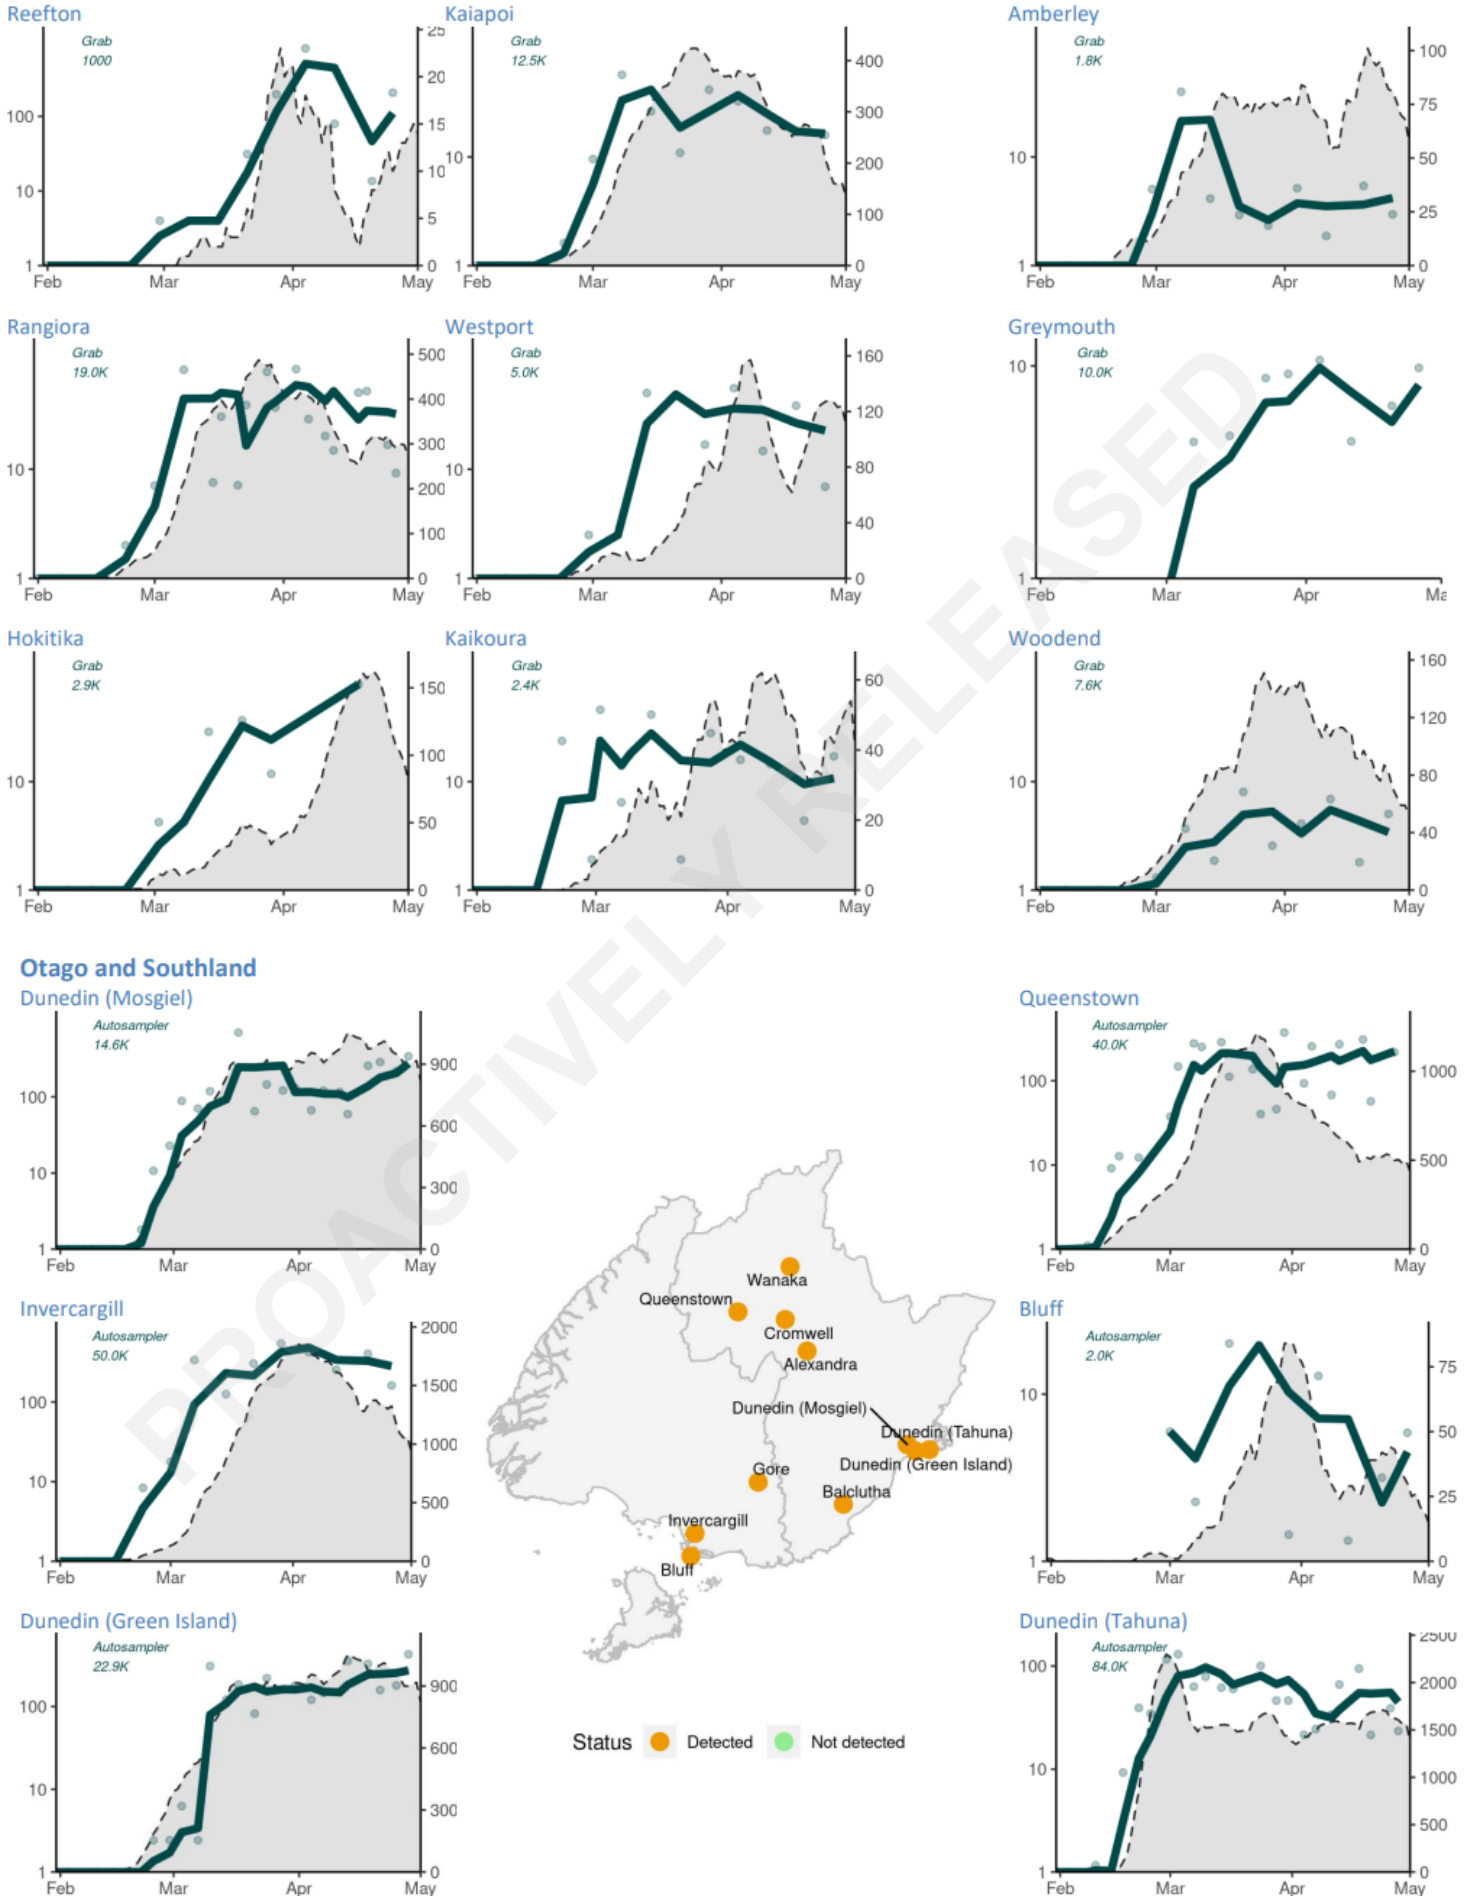 Reefton
Grab
1000
100
10
1
25
20
15
10
5
0
Feb
Mar
Apr
May
Kaiapoi
Grab
12.5K
10
1
400
300
200
100
0
Feb
Mar
Apr
May
Amberley
Grab
1.8K
10
1
100
75
50
25
0
Feb
Mar
Apr
May
Rangiora
Grab
19.0K
10
1
500
400
300
200
100
0
Feb
Mar
Apr
May
Westport
Grab
5.0K
10
1
160
120
80
40
0
Feb
Mar
Apr
May
Greymouth
Grab
10.0K
10
1
Feb
Mar
Apr
Ma
Hokitika
Grab
2.9K
10
1
150
100
50
0
Feb
Mar
Apr
May
Kaikoura
Grab
2.4K
10
1
60
40
20
0
Feb
Mar
Apr
May
Woodend
Grab
7.6K
10
1
160
120
80
40
0
Feb
Mar
Apr
May
PROACTIVELY RELEASED
Otago and Southland
Dunedin (Mosgiel)
Autosampler
14.6K
100
10
1
900
600
300
0
Feb
Mar
Apr
May
Queenstown
Autosampler
40.0K
100
10
1
1000
500
0
Feb
Mar
Apr
May
Invercargill
Autosampler
50.0K
100
10
1
2000
1500
1000
500
0
Feb
Mar
Apr
May
Wanaka
Queenstown
Cromwell
Alexandra
Dunedin (Mosgiel)
Dunedin (Tahuna)
Dunedin (Green Island)
Gore
Balclutha
Invercargill
Bluff
Bluff
Autosampler
2.0K
10
1
75
50
25
0
Feb
Mar
Apr
May
Dunedin (Green Island)
Autosampler
22.9K
100
10
1
900
600
300
0
Feb
Mar
Apr
May
Status
Detected
Not detected
Dunedin (Tahuna)
Autosampler
84.0K
100
10
1
2500
2000
1500
1000
500
0
Feb
Mar
Apr
May